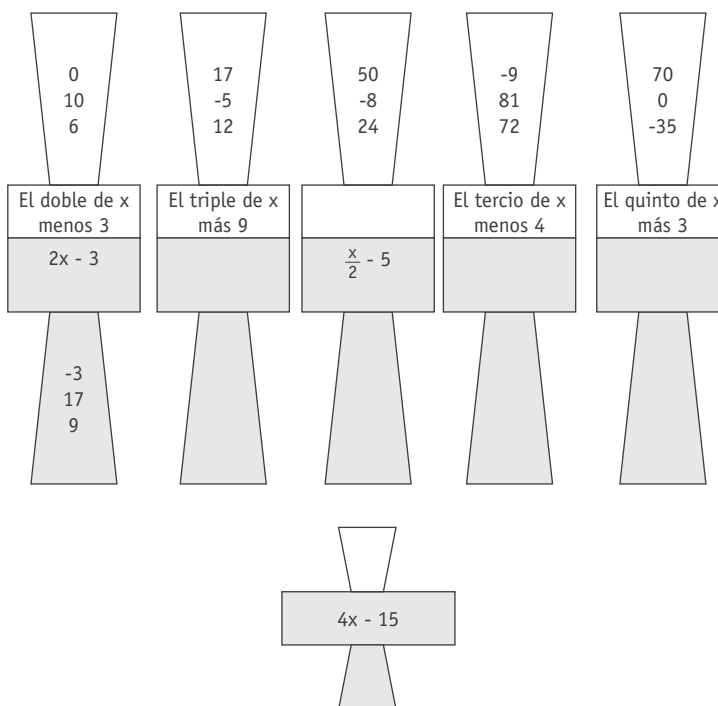 0
10
6
17
-5
12
50
-8
24
-9
81
72
70
0
-35
El doble de x
menos 3
El triple de x
más 9
El tercio de x
menos 4
El quinto de x
más 3
2x - 3
x/2 - 5
-3
17
9
4x - 15